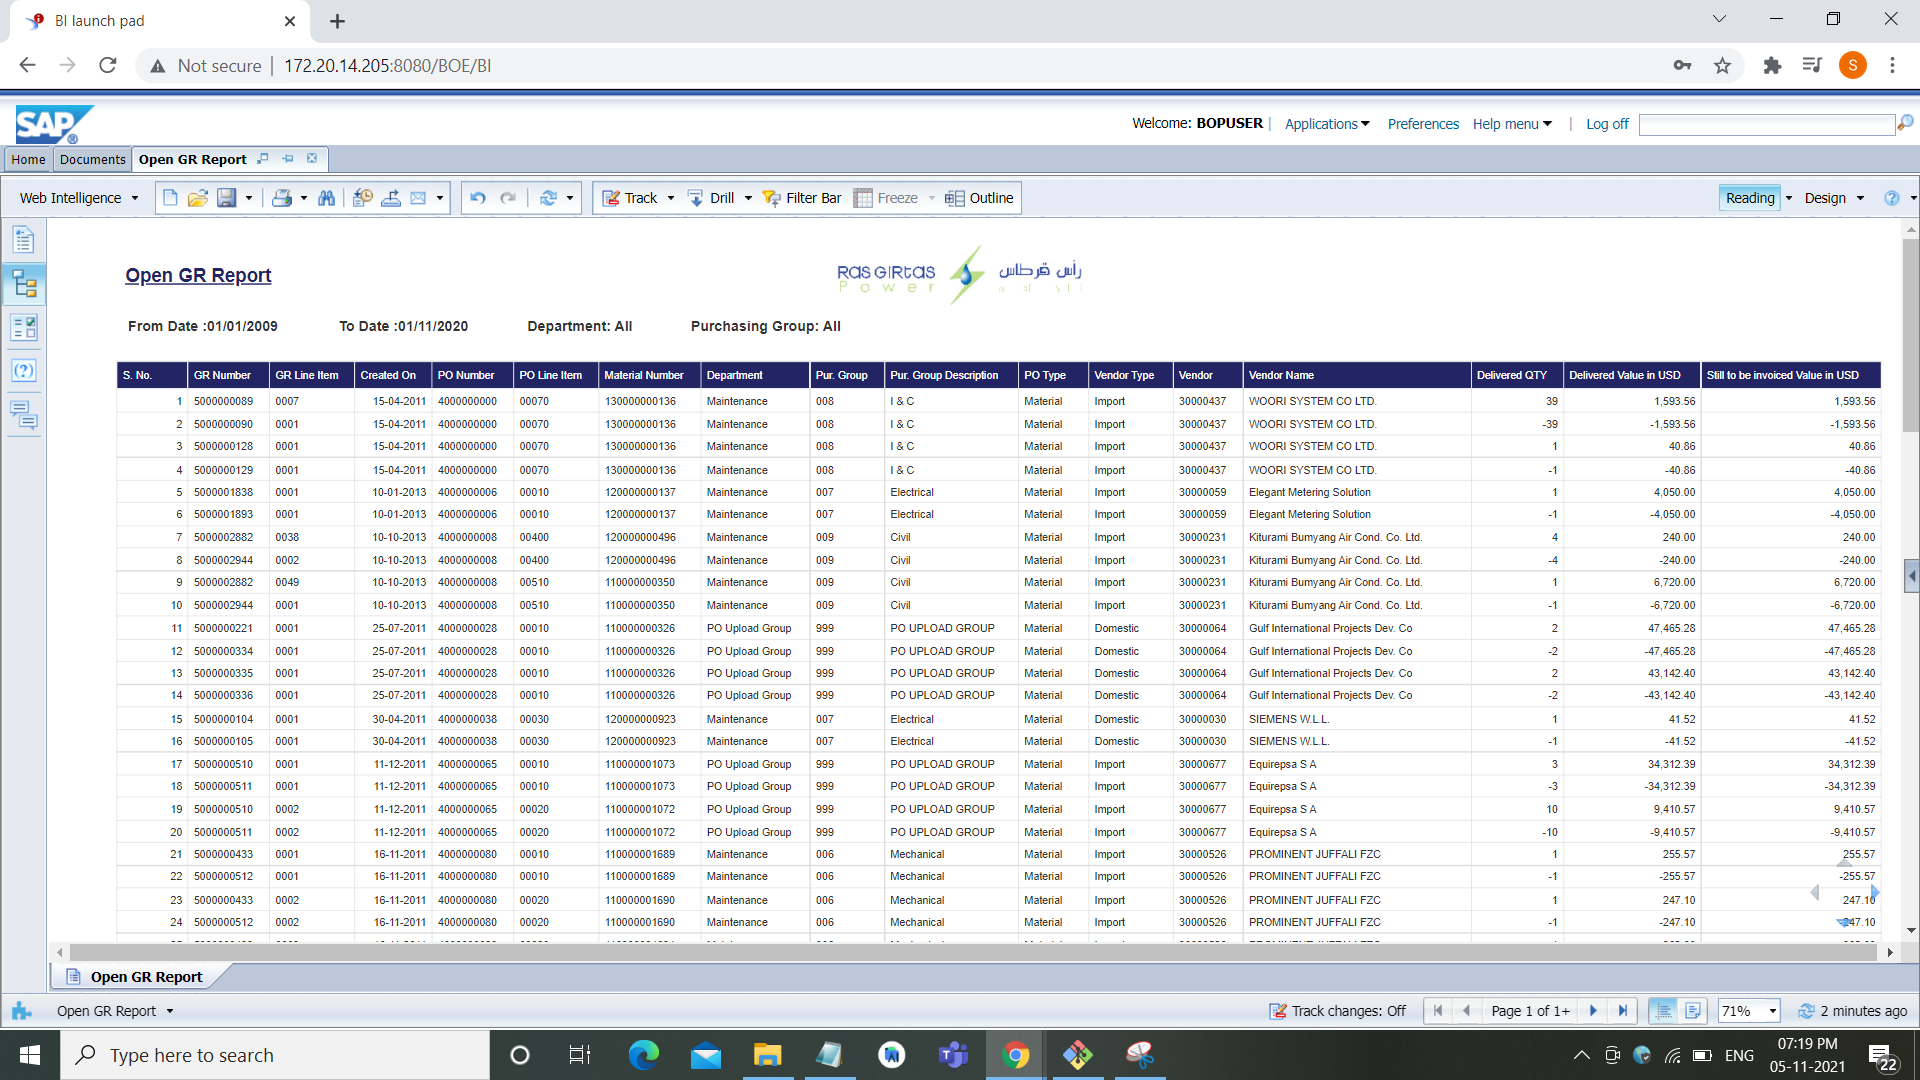 BI launch pad
Not secure
172.20.14.205:8080/BOE/BI
S
SAP
Welcome: BOPUSER | Applications Preferences Help menu | Log off
Home Documents Open GR Report
Web Intelligence Track Drill Filter Bar Freeze Outline Reading Design
Open GR Report
Ras Girtas
Power
رأس قرطاس
From Date :01/01/2009 To Date :01/11/2020 Department: All Purchasing Group: All
S. No. GR Number GR Line Item Created On PO Number PO Line Item Material Number Department Pur. Group Pur. Group Description PO Type Vendor Type Vendor Vendor Name Delivered QTY Delivered Value in USD Still to be invoiced Value in USD
1 5000000089 0007 15-04-2011 4000000000 00070 130000000136 Maintenance 008 I & C Material Import 30000437 WOORI SYSTEM CO LTD. 39 1,593.56 1,593.56
2 5000000090 0001 15-04-2011 4000000000 00070 130000000136 Maintenance 008 I & C Material Import 30000437 WOORI SYSTEM CO LTD. -39 -1,593.56 -1,593.56
3 5000000128 0001 15-04-2011 4000000000 00070 130000000136 Maintenance 008 I & C Material Import 30000437 WOORI SYSTEM CO LTD. 1 40.86 40.86
4 5000000129 0001 15-04-2011 4000000000 00070 130000000136 Maintenance 008 I & C Material Import 30000437 WOORI SYSTEM CO LTD. -1 -40.86 -40.86
5 5000001838 0001 10-01-2013 4000000006 00010 120000000137 Maintenance 007 Electrical Material Import 30000059 Elegant Metering Solution 1 4,050.00 4,050.00
6 5000001893 0001 10-01-2013 4000000006 00010 120000000137 Maintenance 007 Electrical Material Import 30000059 Elegant Metering Solution -1 -4,050.00 -4,050.00
7 5000002882 0038 10-10-2013 4000000008 00400 120000000496 Maintenance 009 Civil Material Import 30000231 Kiturami Bumyang Air Cond. Co. Ltd. 4 240.00 240.00
8 5000002944 0002 10-10-2013 4000000008 00400 120000000496 Maintenance 009 Civil Material Import 30000231 Kiturami Bumyang Air Cond. Co. Ltd. -4 -240.00 -240.00
9 5000002882 0049 10-10-2013 4000000008 00510 110000000350 Maintenance 009 Civil Material Import 30000231 Kiturami Bumyang Air Cond. Co. Ltd. 1 6,720.00 6,720.00
10 5000002944 0001 10-10-2013 4000000008 00510 110000000350 Maintenance 009 Civil Material Import 30000231 Kiturami Bumyang Air Cond. Co. Ltd. -1 -6,720.00 -6,720.00
11 5000000221 0001 25-07-2011 4000000028 00010 110000000326 PO Upload Group 999 PO UPLOAD GROUP Material Domestic 30000064 Gulf International Projects Dev. Co 2 47,465.28 47,465.28
12 5000000334 0001 25-07-2011 4000000028 00010 110000000326 PO Upload Group 999 PO UPLOAD GROUP Material Domestic 30000064 Gulf International Projects Dev. Co -2 -47,465.28 -47,465.28
13 5000000335 0001 25-07-2011 4000000028 00010 110000000326 PO Upload Group 999 PO UPLOAD GROUP Material Domestic 30000064 Gulf International Projects Dev. Co 2 43,142.40 43,142.40
14 5000000336 0001 25-07-2011 4000000028 00010 110000000326 PO Upload Group 999 PO UPLOAD GROUP Material Domestic 30000064 Gulf International Projects Dev. Co -2 -43,142.40 -43,142.40
15 5000000104 0001 30-04-2011 4000000038 00030 120000000923 Maintenance 007 Electrical Material Domestic 30000030 SIEMENS W.L.L. 1 41.52 41.52
16 5000000105 0001 30-04-2011 4000000038 00030 120000000923 Maintenance 007 Electrical Material Domestic 30000030 SIEMENS W.L.L. -1 -41.52 -41.52
17 5000000510 0001 11-12-2011 4000000065 00010 110000001073 PO Upload Group 999 PO UPLOAD GROUP Material Import 30000677 Equirepsa S A 3 34,312.39 34,312.39
18 5000000511 0001 11-12-2011 4000000065 00010 110000001073 PO Upload Group 999 PO UPLOAD GROUP Material Import 30000677 Equirepsa S A -3 -34,312.39 -34,312.39
19 5000000510 0002 11-12-2011 4000000065 00020 110000001072 PO Upload Group 999 PO UPLOAD GROUP Material Import 30000677 Equirepsa S A 10 9,410.57 9,410.57
20 5000000511 0002 11-12-2011 4000000065 00020 110000001072 PO Upload Group 999 PO UPLOAD GROUP Material Import 30000677 Equirepsa S A -10 -9,410.57 -9,410.57
21 5000000433 0001 16-11-2011 4000000080 00010 110000001689 Maintenance 006 Mechanical Material Import 30000526 PROMINENT JUFFALI FZC 1 255.57 255.57
22 5000000512 0001 16-11-2011 4000000080 00010 110000001689 Maintenance 006 Mechanical Material Import 30000526 PROMINENT JUFFALI FZC -1 -255.57 -255.57
23 5000000433 0002 16-11-2011 4000000080 00020 110000001690 Maintenance 006 Mechanical Material Import 30000526 PROMINENT JUFFALI FZC 1 247.10 247.10
24 5000000512 0002 16-11-2011 4000000080 00020 110000001690 Maintenance 006 Mechanical Material Import 30000526 PROMINENT JUFFALI FZC -1 -247.10 -247.10
Open GR Report
Open GR Report Track changes: Off Page 1 of 1+ 71% 2 minutes ago
Type here to search
ENG
07:19 PM
05-11-2021
22